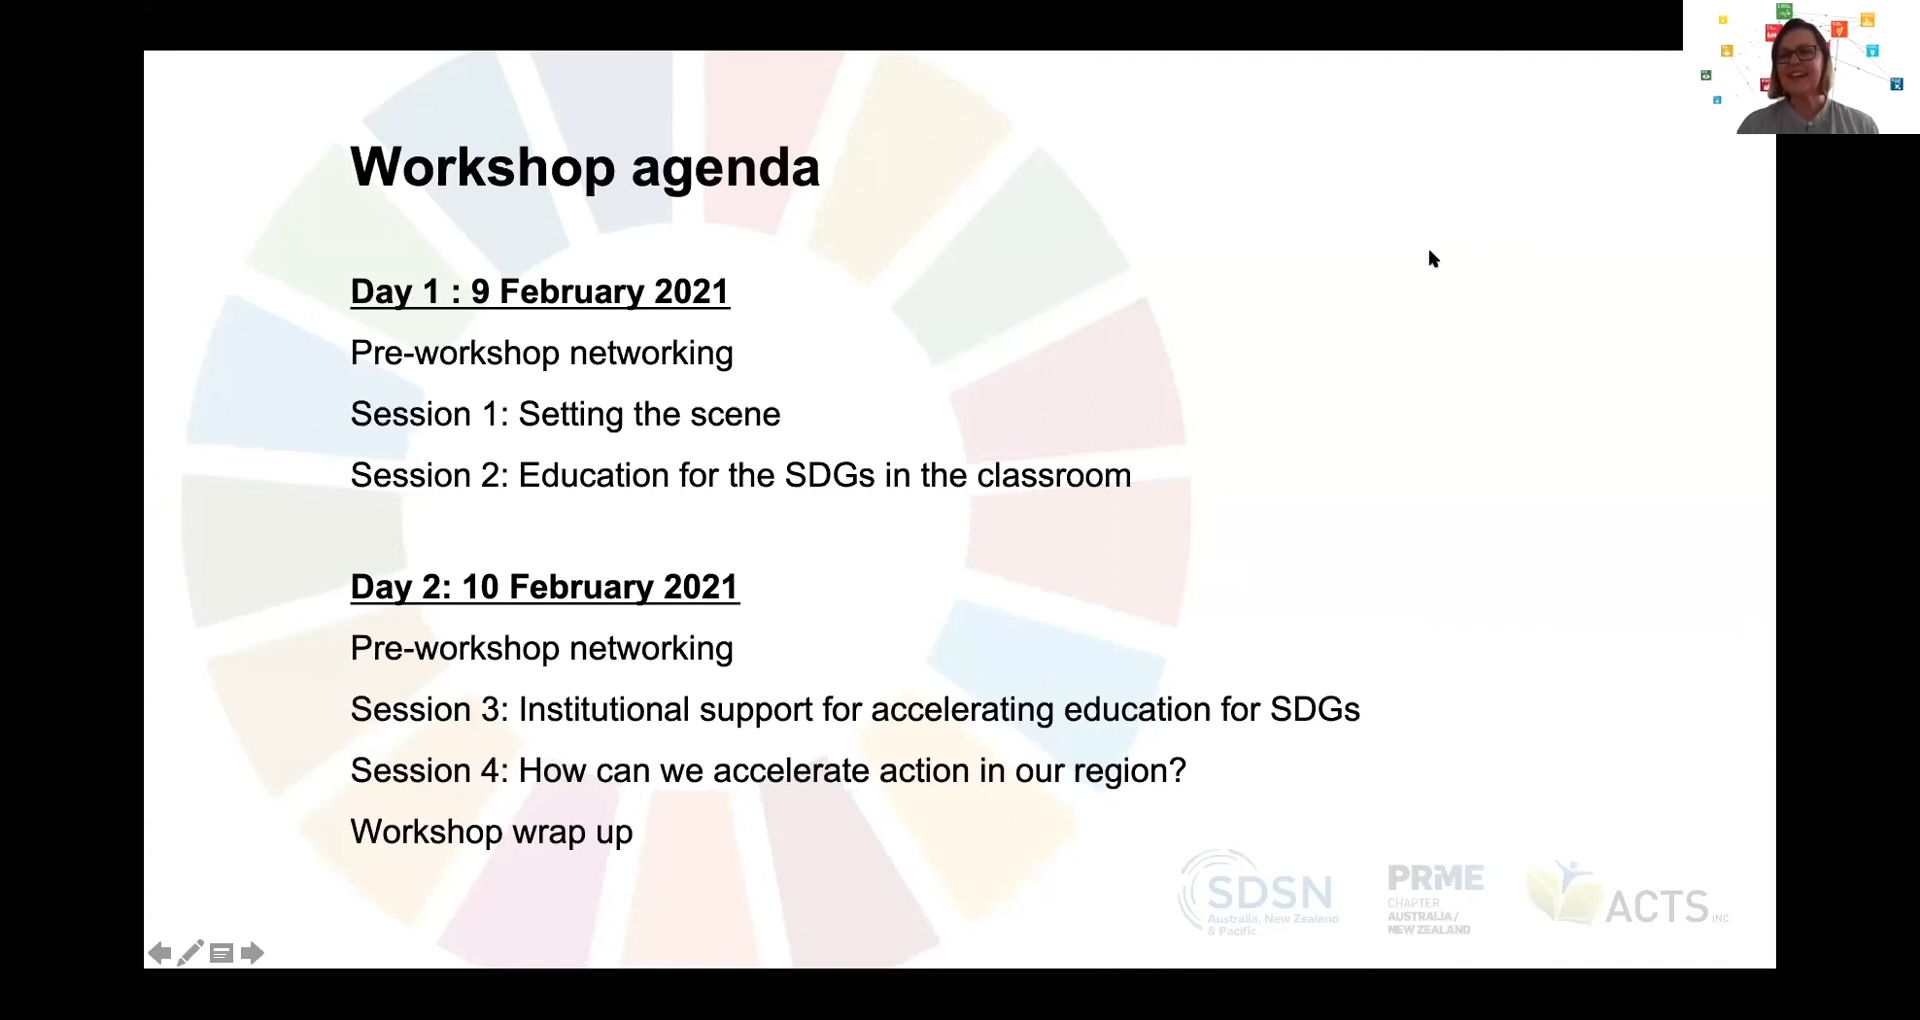 Workshop agenda
Day 1 : 9 February 2021
Pre-workshop networking
Session 1: Setting the scene
Session 2: Education for the SDGs in the classroom
Day 2: 10 February 2021
Pre-workshop networking
Session 3: Institutional support for accelerating education for SDGs
Session 4: How can we accelerate action in our region?
Workshop wrap up
SDSN
Australia, New Zealand
& Pacific
PRME
CHAPTER
AUSTRALIA/
NEW ZEALAND
ACTS INC